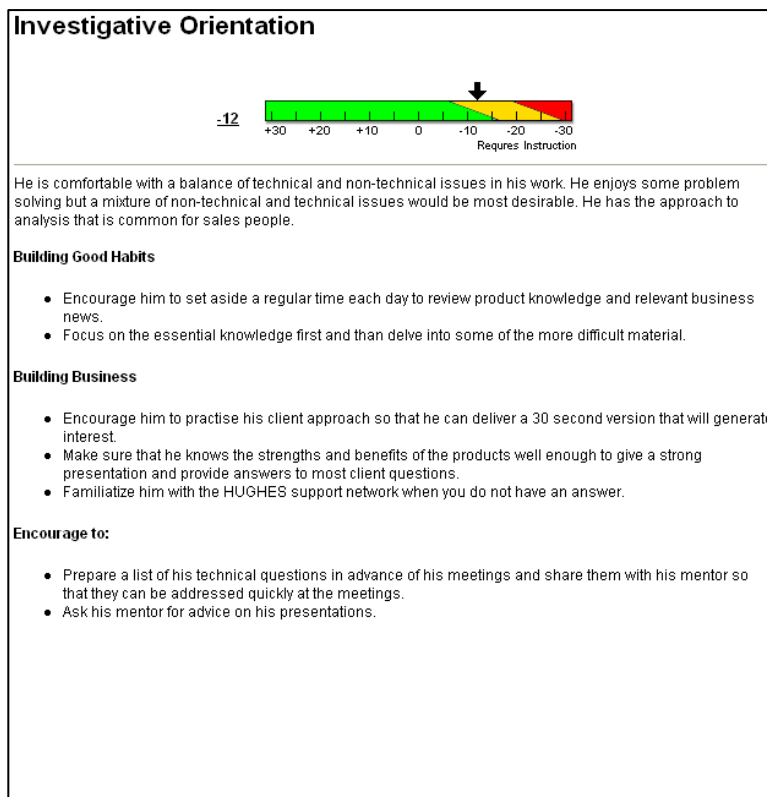 Investigative Orientation
-12
+30 +20 +10 0 -10 -20 -30
Requres Instruction
He is comfortable with a balance of technical and non-technical issues in his work. He enjoys some problem
solving but a mixture of non-technical and technical issues would be most desirable. He has the approach to
analysis that is common for sales people.
Building Good Habits
● Encourage him to set aside a regular time each day to review product knowledge and relevant business
news.
● Focus on the essential knowledge first and than delve into some of the more difficult material.
Building Business
● Encourage him to practise his client approach so that he can deliver a 30 second version that will generate
interest.
● Make sure that he knows the strengths and benefits of the products well enough to give a strong
presentation and provide answers to most client questions.
● Familiatize him with the HUGHES support network when you do not have an answer.
Encourage to:
● Prepare a list of his technical questions in advance of his meetings and share them with his mentor so
that they can be addressed quickly at the meetings.
● Ask his mentor for advice on his presentations.